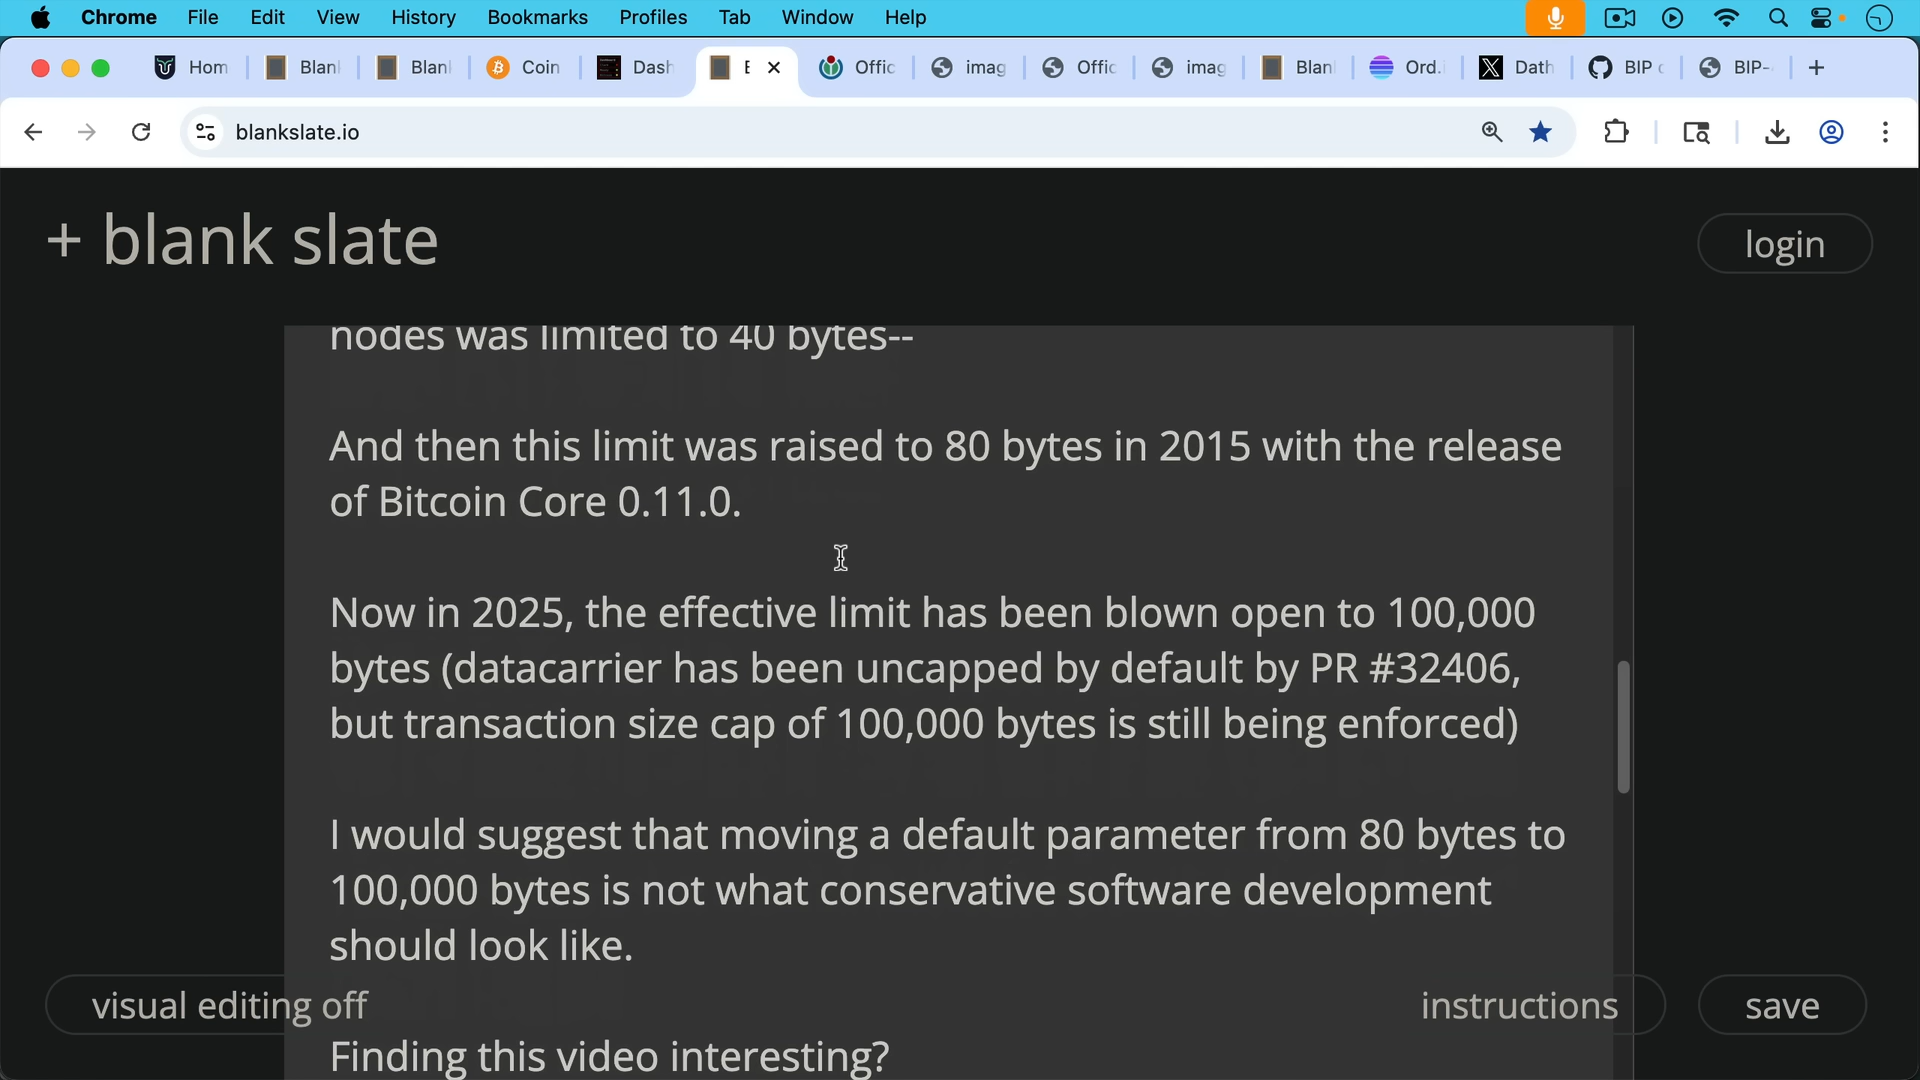 Chrome File Edit View History Bookmarks Profiles Tab Window Help
Hom Blan Blan Coin Dash E Offic imag Offic imag Blan Ord. Dath BIP BIP-
blankslate.io
+ blank slate
login
nodes was limited to 40 bytes--
And then this limit was raised to 80 bytes in 2015 with the release
of Bitcoin Core 0.11.0.
Now in 2025, the effective limit has been blown open to 100,000
bytes (datacarrier has been uncapped by default by PR #32406,
but transaction size cap of 100,000 bytes is still being enforced)
I would suggest that moving a default parameter from 80 bytes to
100,000 bytes is not what conservative software development
should look like.
visual editing off
instructions
save
Finding this video interesting?